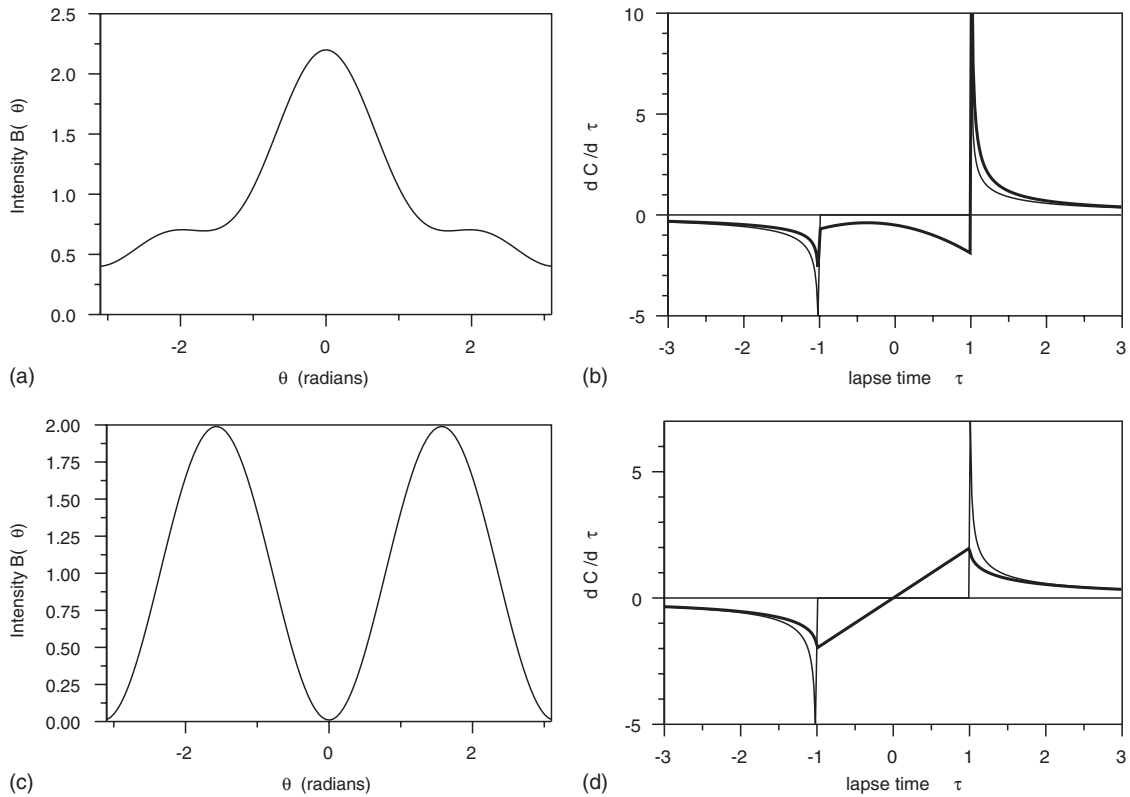 2.5
2.0
1.5
1.0
0.5
0.0
Intensity B( θ)
-2 0 2
θ (radians)
(a)
10
5
0
-5
d C/d τ
-3 -2 -1 0 1 2 3
lapse time τ
(b)
2.00
1.75
1.50
1.25
1.00
0.75
0.50
0.25
0.00
Intensity B( θ)
-2 0 2
θ (radians)
(c)
5
0
-5
d C/d τ
-3 -2 -1 0 1 2 3
lapse time τ
(d)